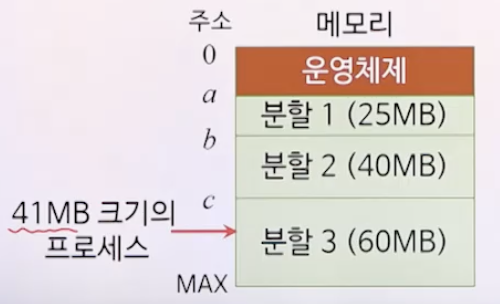 주소
메모리
0
운영체제
a
분할 1 (25MB)
b
분할 2 (40MB)
c
41MB 크기의
프로세스
분할 3 (60MB)
MAX